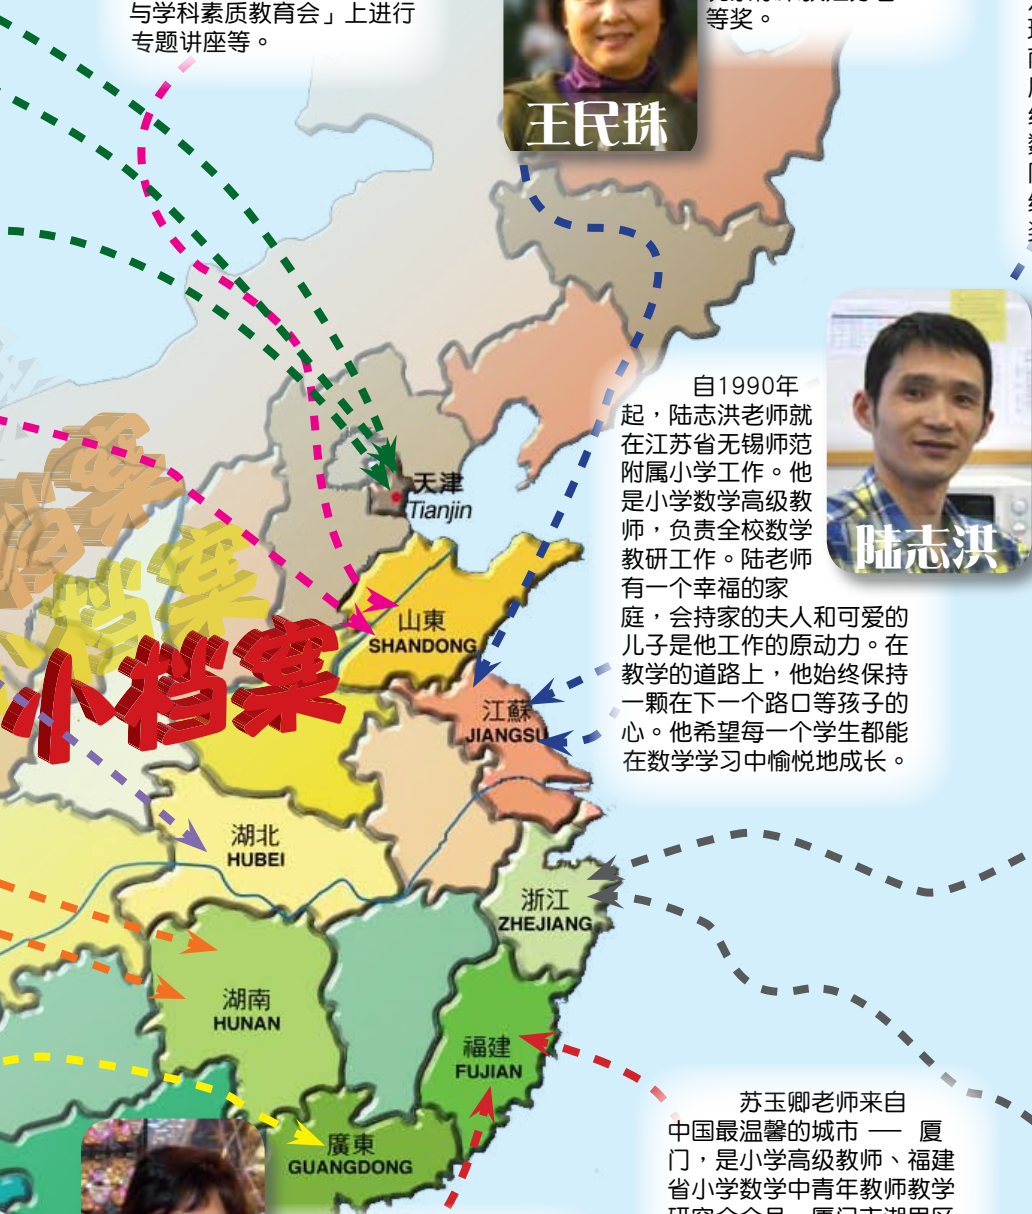 与学科素质教育会」上进行
专题讲座等。
等奖。
王民珠
自1990年
起，陆志洪老师就
在江苏省无锡师范
附属小学工作。他
是小学数学高级教
师，负责全校数学
教研工作。陆老师
有一个幸福的家
庭，会持家的夫人和可爱的
儿子是他工作的原动力。在
教学的道路上，他始终保持
一颗在下一个路口等孩子的
心。他希望每一个学生都能
在数学学习中愉悦地成长。
陆志洪
天津
Tianjin
山東
SHANDONG
小档案
江蘇
JIANGSU
湖北
HUBEI
浙江
ZHEJIANG
湖南
HUNAN
福建
FUJIAN
廣東
GUANGDONG
苏玉卿老师来自
中国最温馨的城市 — 厦
门，是小学高级教师、福建
省小学数学中青年教师教学